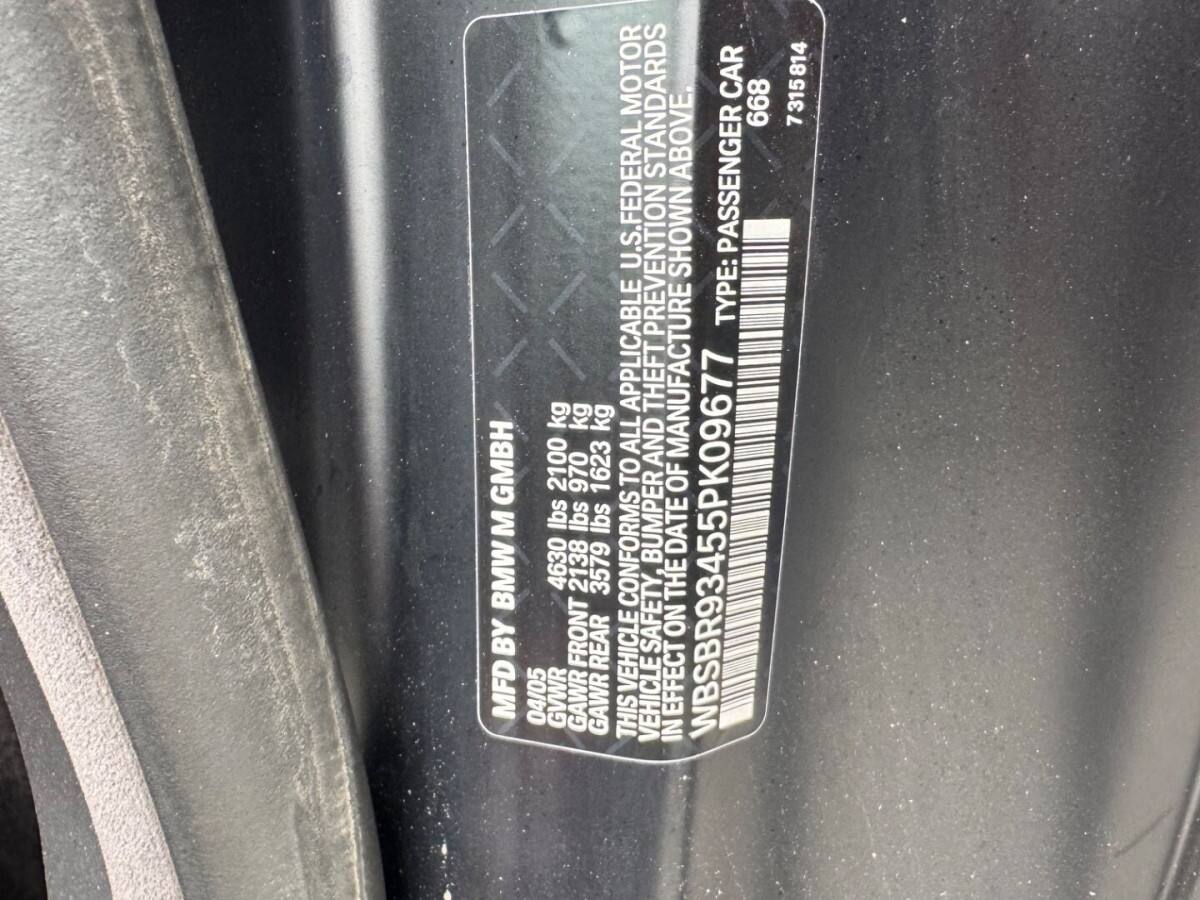 MFD BY BMW M GMBH
04/05
GVWR 4630 lbs 2100 kg
GAWR FRONT 2138 lbs 970 kg
GAWR REAR 3579 lbs 1623 kg
THIS VEHICLE CONFORMS TO ALL APPLICABLE U.S.FEDERAL MOTOR
VEHICLE SAFETY, BUMPER AND THEFT PREVENTION STANDARDS
IN EFFECT ON THE DATE OF MANUFACTURE SHOWN ABOVE.
WBSBR93455PK09677 TYPE: PASSENGER CAR
668
7 315 814